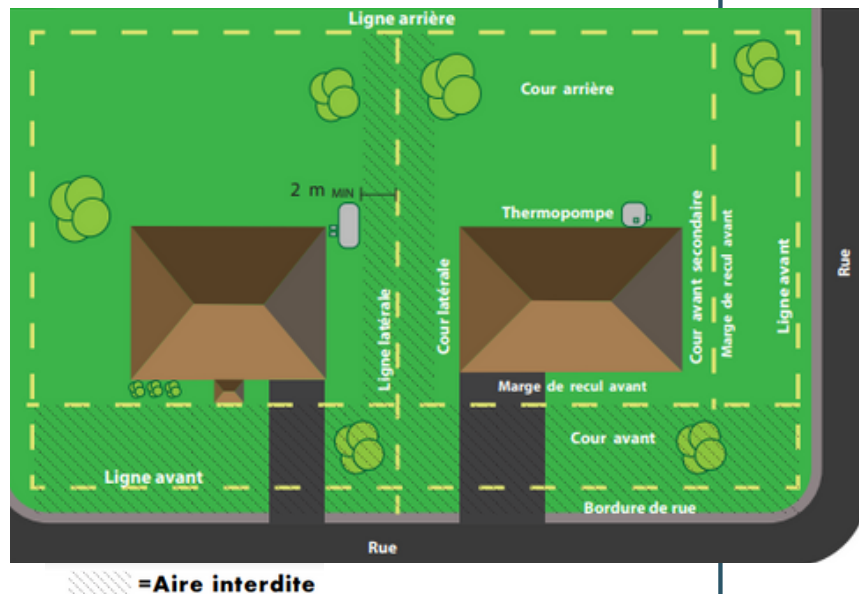 Ligne arrière
Cour arrière
2 m MIN
Thermopompe
Cour avant secondaire
Marge de recul avant
Ligne avant
Rue
Ligne latérale
Cour latérale
Marge de recul avant
Cour avant
Ligne avant
Bordure de rue
Rue
=Aire interdite